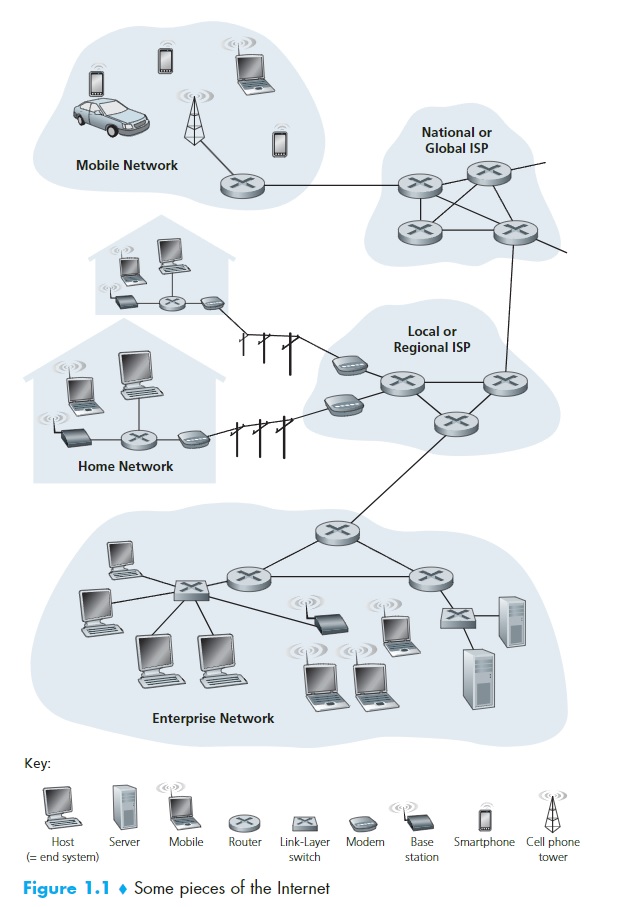 National or
Global ISP
Mobile Network
Local or
Regional ISP
Home Network
Enterprise Network
Key:
Host
(= end system)
Server
Mobile
Router
Link-Layer
switch
Modem
Base
station
Smartphone
Cell phone
tower
Figure 1.1 ♦ Some pieces of the Internet